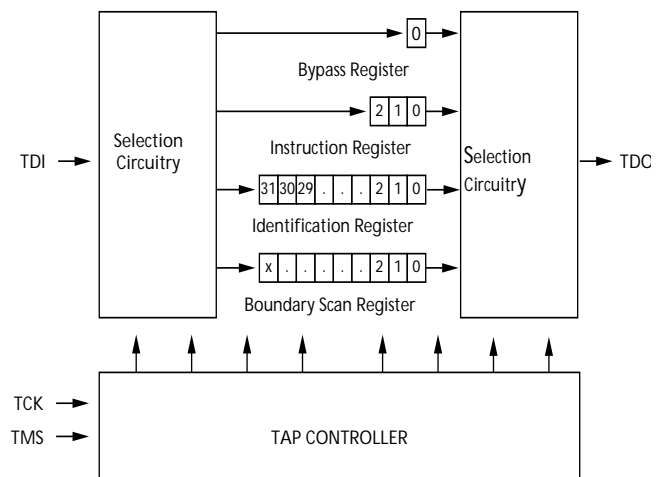 0
Bypass Register
2 1 0
Selection
Circuitry
Instruction Register
Selection
Circuitry
TDI
TDO
31 30 29 . . . 2 1 0
Identification Register
x . . . . . 2 1 0
Boundary Scan Register
TCK
TMS
TAP CONTROLLER